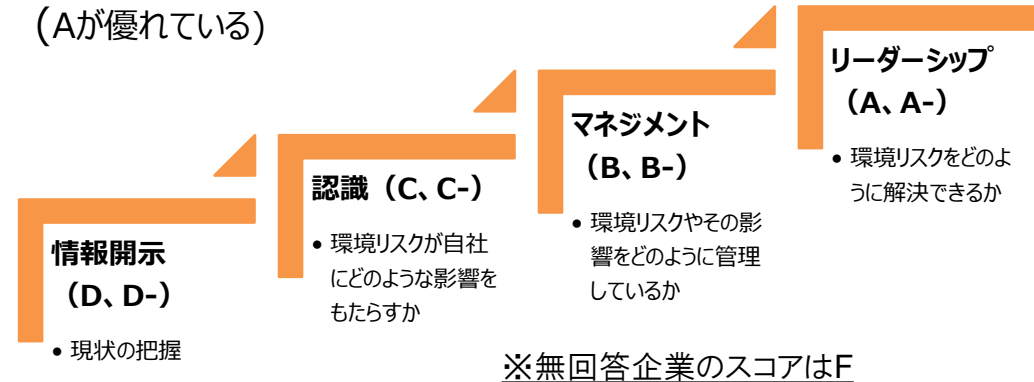 (Aが優れている)
情報開示
（D、D-）
• 現状の把握
認識（C、C-）
• 環境リスクが自社
にどのような影響を
もたらすか
マネジメント
（B、B-）
• 環境リスクやその影
響をどのように管理
しているか
リーダーシップ
（A、A-）
• 環境リスクをどのよ
うに解決できるか
※無回答企業のスコアはF